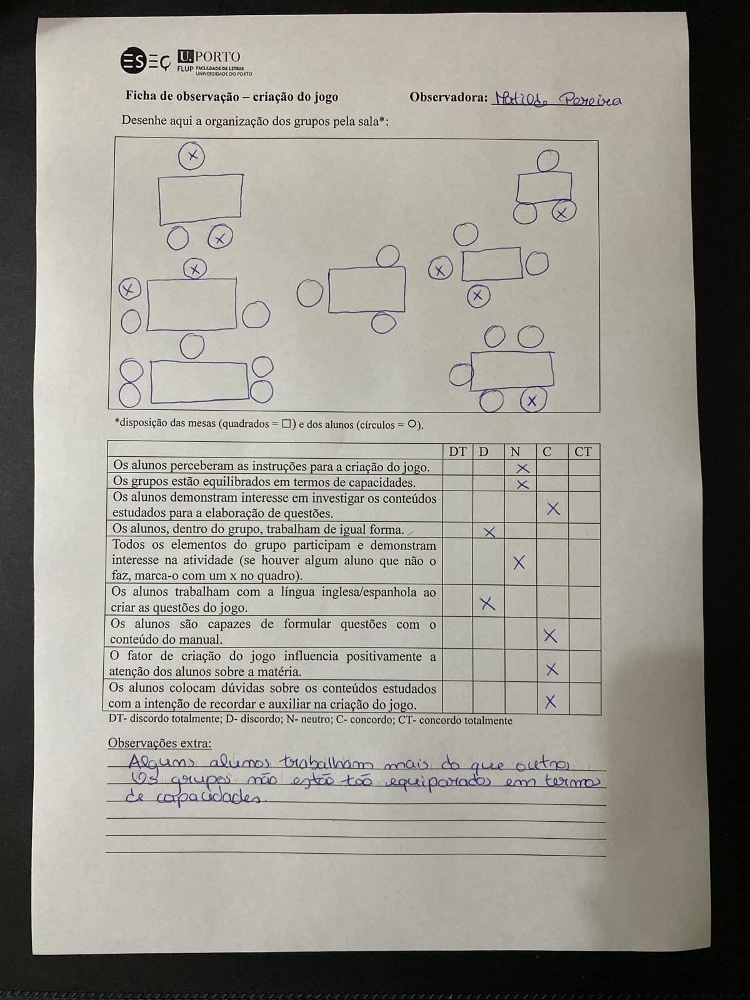 ESEÇ U.PORTO
FLUP FACULDADE DE LETRAS
UNIVERSIDADE DO PORTO
Ficha de observação – criação do jogo Observadora: Matilde Pereira
Desenhe aqui a organização dos grupos pela sala*:
*disposição das mesas (quadrados = □) e dos alunos (círculos = ○).
DT D N C CT
Os alunos perceberam as instruções para a criação do jogo. X
Os grupos estão equilibrados em termos de capacidades. X
Os alunos demonstram interesse em investigar os conteúdos
estudados para a elaboração de questões. X
Os alunos, dentro do grupo, trabalham de igual forma. X
Todos os elementos do grupo participam e demonstram
interesse na atividade (se houver algum aluno que não o X
faz, marca-o com um x no quadro).
Os alunos trabalham com a língua inglesa/espanhola ao
criar as questões do jogo. X
Os alunos são capazes de formular questões com o
conteúdo do manual. X
O fator de criação do jogo influencia positivamente a
atenção dos alunos sobre a matéria. X
Os alunos colocam dúvidas sobre os conteúdos estudados
com a intenção de recordar e auxiliar na criação do jogo. X
DT- discordo totalmente; D- discordo; N- neutro; C- concordo; CT- concordo totalmente
Observações extra:
Alguns alunos trabalham mais do que outros
Os grupos não estão tão equiparados em termos
de capacidades.